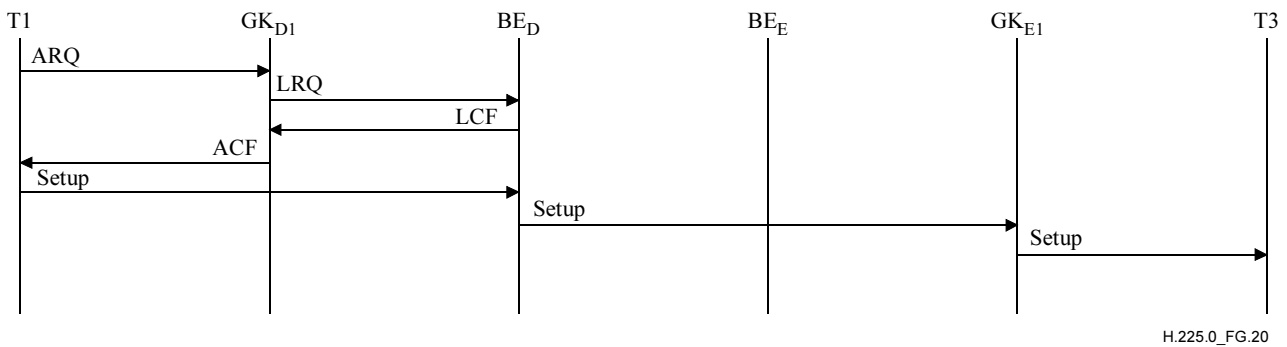 T1 GK_D1 BE_D BE_E GK_E1 T3
ARQ
LRQ
LCF
ACF
Setup
Setup
Setup
H.225.0_FG.20